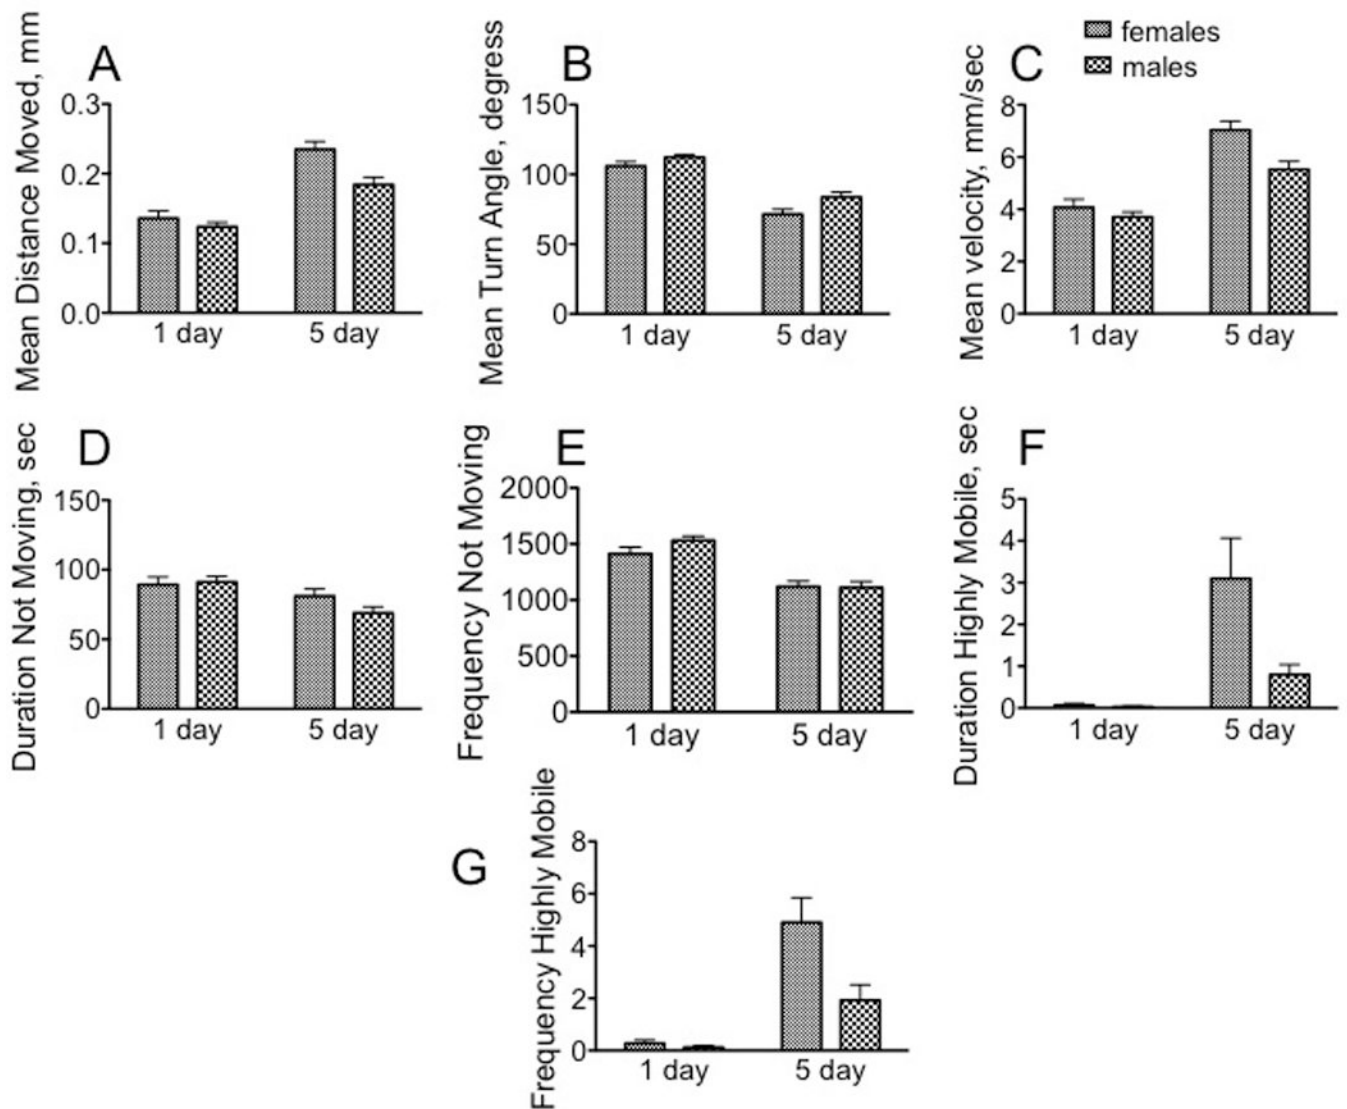 females
males
A
Mean Distance Moved, mm
0.3
0.2
0.1
0.0
1 day
5 day
B
Mean Turn Angle, degress
150
100
50
0
1 day
5 day
C
Mean velocity, mm/sec
8
6
4
2
0
1 day
5 day
D
Duration Not Moving, sec
150
100
50
0
1 day
5 day
E
Frequency Not Moving
2000
1500
1000
500
0
1 day
5 day
F
Duration Highly Mobile, sec
5
4
3
2
1
0
1 day
5 day
G
Frequency Highly Mobile
8
6
4
2
0
1 day
5 day